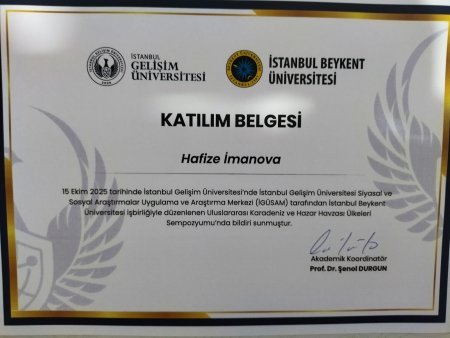 İSTANBUL
GELİŞİM
ÜNİVERSİTESİ
İSTANBUL BEYKENT
ÜNİVERSİTESİ
KATILIM BELGESİ
Hafize İmanova
15 Ekim 2025 tarihinde İstanbul Gelişim Üniversitesi'nde İstanbul Gelişim Üniversitesi Siyasal ve
Sosyal Araştırmalar Uygulama ve Araştırma Merkezi (İGÜSAM) tarafından İstanbul Beykent
Üniversitesi işbirliğiyle düzenlenen Uluslararası Karadeniz ve Hazar Havzası Ülkeleri
Sempozyumu'nda bildiri sunmuştur.
Akademik Koordinatör
Prof. Dr. Şenol DURGUN